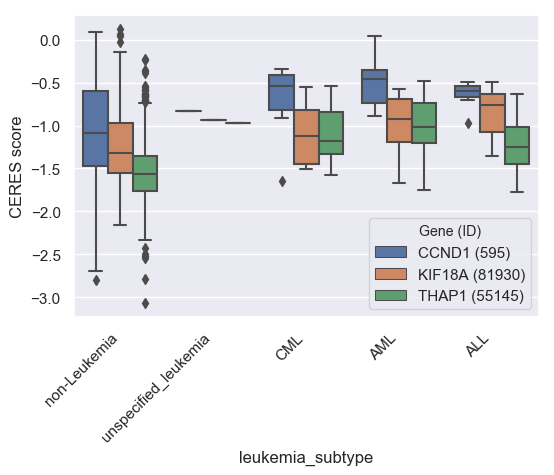 0.0
−0.5
−1.0
−1.5
−2.0
−2.5
−3.0
CERES score
Gene (ID)
CCND1 (595)
KIF18A (81930)
THAP1 (55145)
non-Leukemia
unspecified_leukemia
CML
AML
ALL
leukemia_subtype